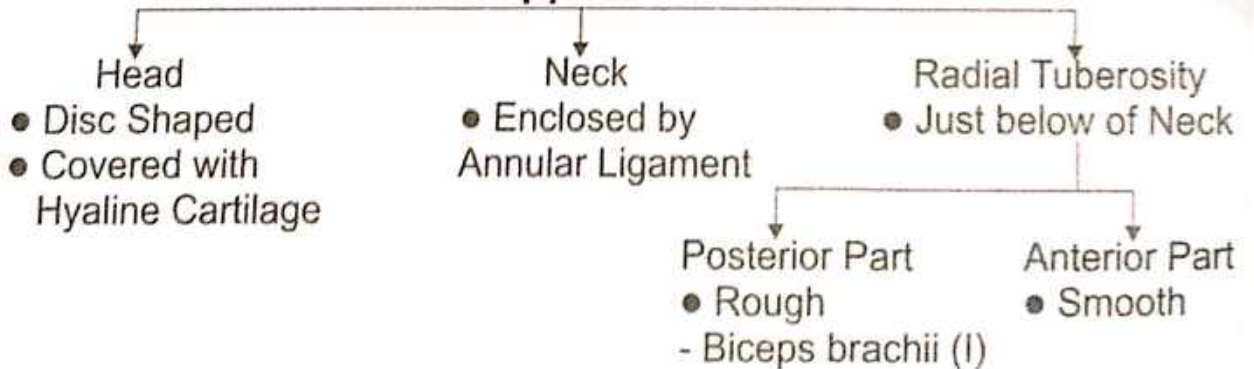 Head
● Disc Shaped
● Covered with
Hyaline Cartilage
Neck
● Enclosed by
Annular Ligament
Radial Tuberosity
● Just below of Neck
Posterior Part
● Rough
- Biceps brachii (I)
Anterior Part
● Smooth